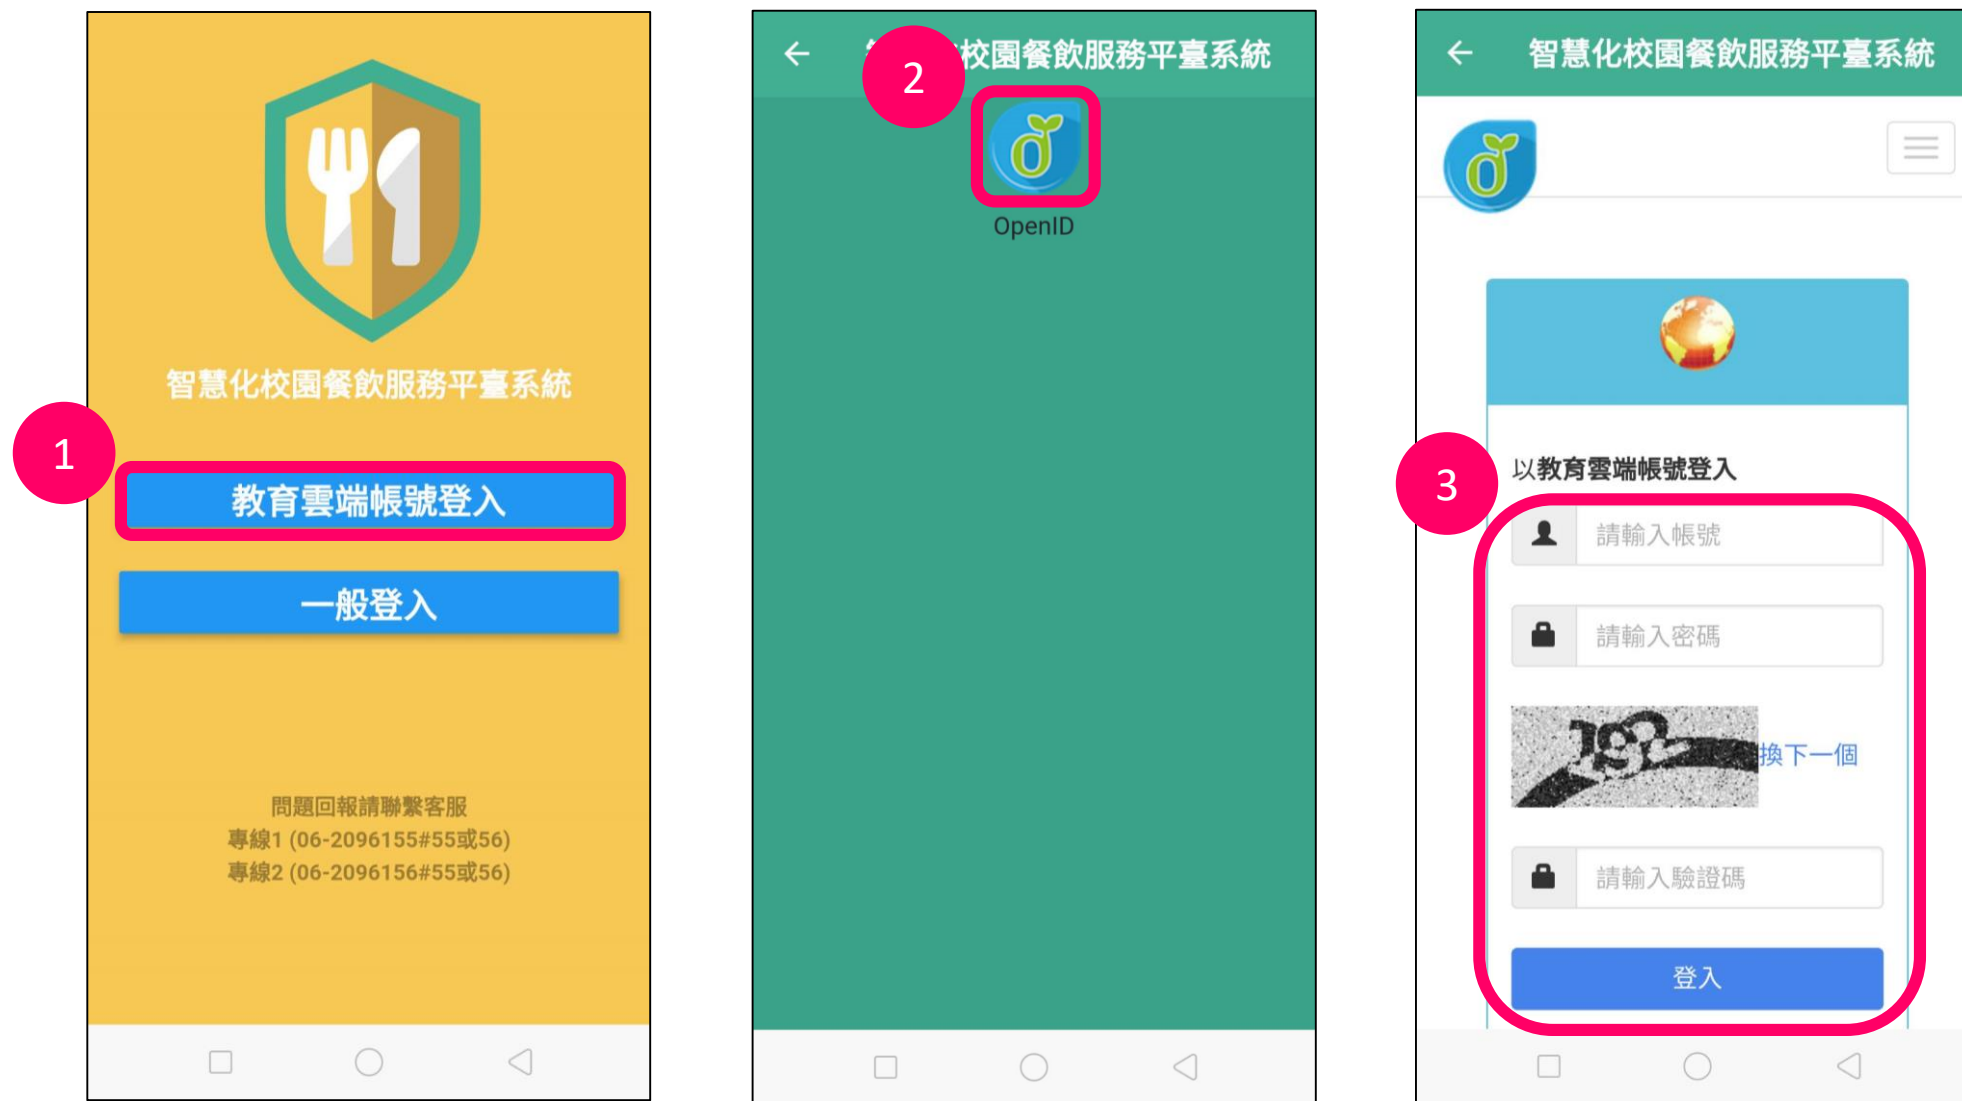 智慧化校園餐飲服務平臺系統
1
教育雲端帳號登入
一般登入
問題回報請聯繫客服
專線1 (06-2096155#55或56)
專線2 (06-2096156#55或56)
2
校園餐飲服務平臺系統
OpenID
智慧化校園餐飲服務平臺系統
3
以教育雲端帳號登入
請輸入帳號
請輸入密碼
換下一個
請輸入驗證碼
登入